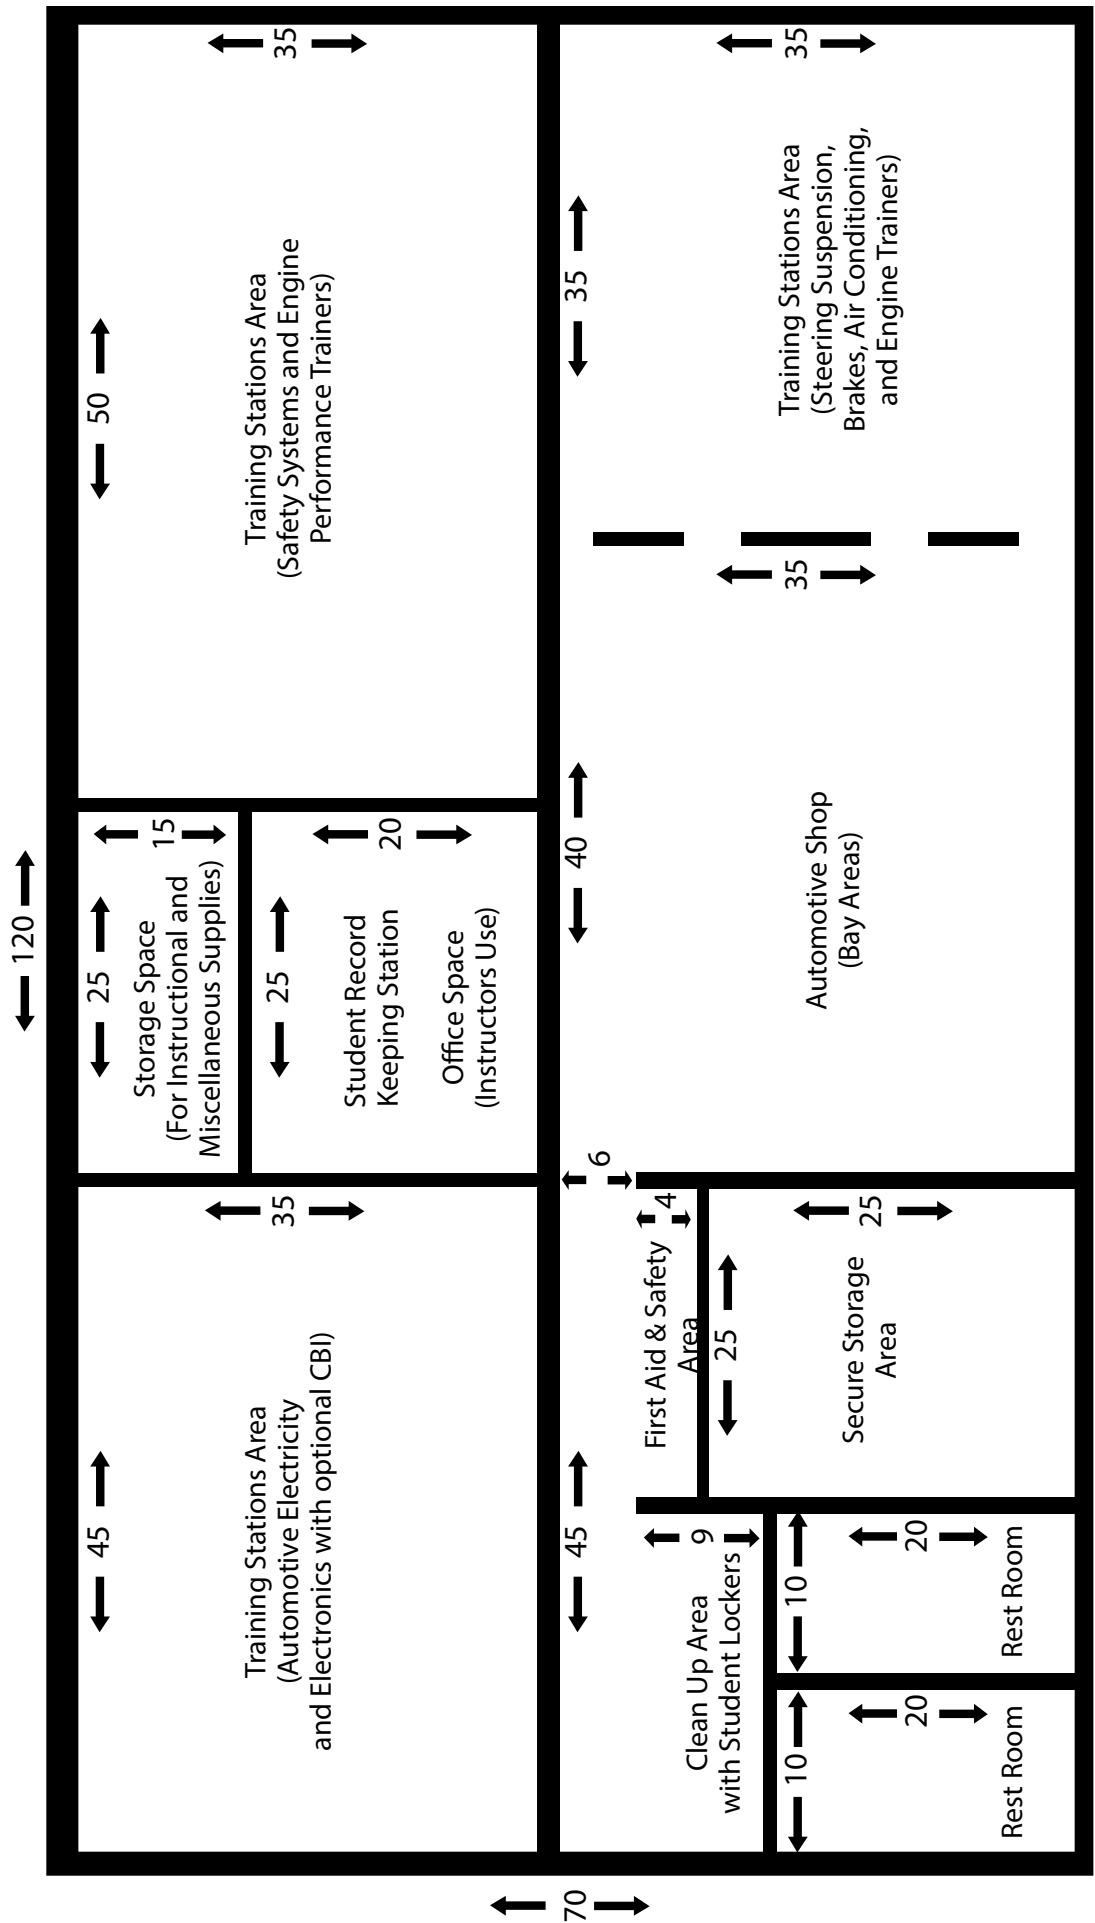 120
70
45
Training Stations Area
(Automotive Electricity
and Electronics with optional CBI)
35
25
Storage Space
(For Instructional and
Miscellaneous Supplies)
15
25
Student Record
Keeping Station
Office Space
(Instructors Use)
20
50
Training Stations Area
(Safety Systems and Engine
Performance Trainers)
35
45
6
Clean Up Area
with Student Lockers
9
First Aid & Safety
Area
4
10
20
Rest Room
10
20
Rest Room
25
Secure Storage
Area
25
40
Automotive Shop
(Bay Areas)
35
35
Training Stations Area
(Steering Suspension,
Brakes, Air Conditioning,
and Engine Trainers)
35